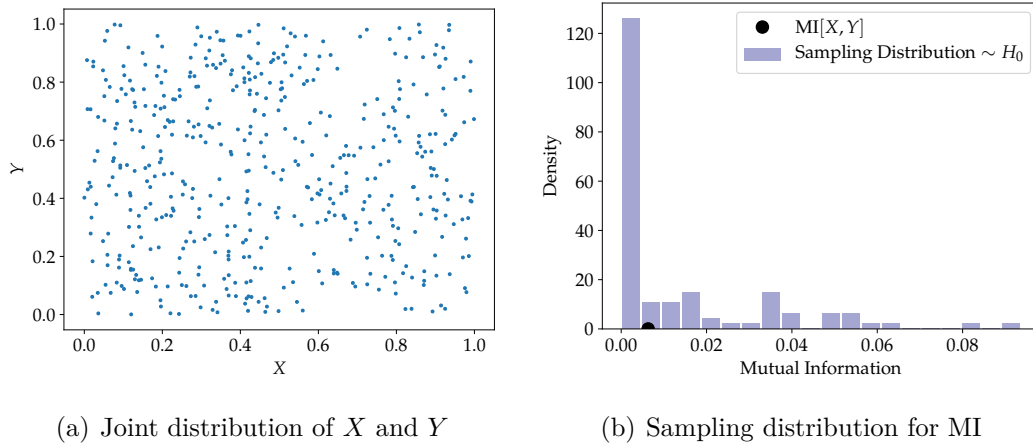 1.0
0.8
0.6
0.4
0.2
0.0
Y
0.0 0.2 0.4 0.6 0.8 1.0
X
(a) Joint distribution of X and Y
120
100
80
60
40
20
0
Density
MI[X, Y]
Sampling Distribution ∼ H₀
0.00 0.02 0.04 0.06 0.08
Mutual Information
(b) Sampling distribution for MI